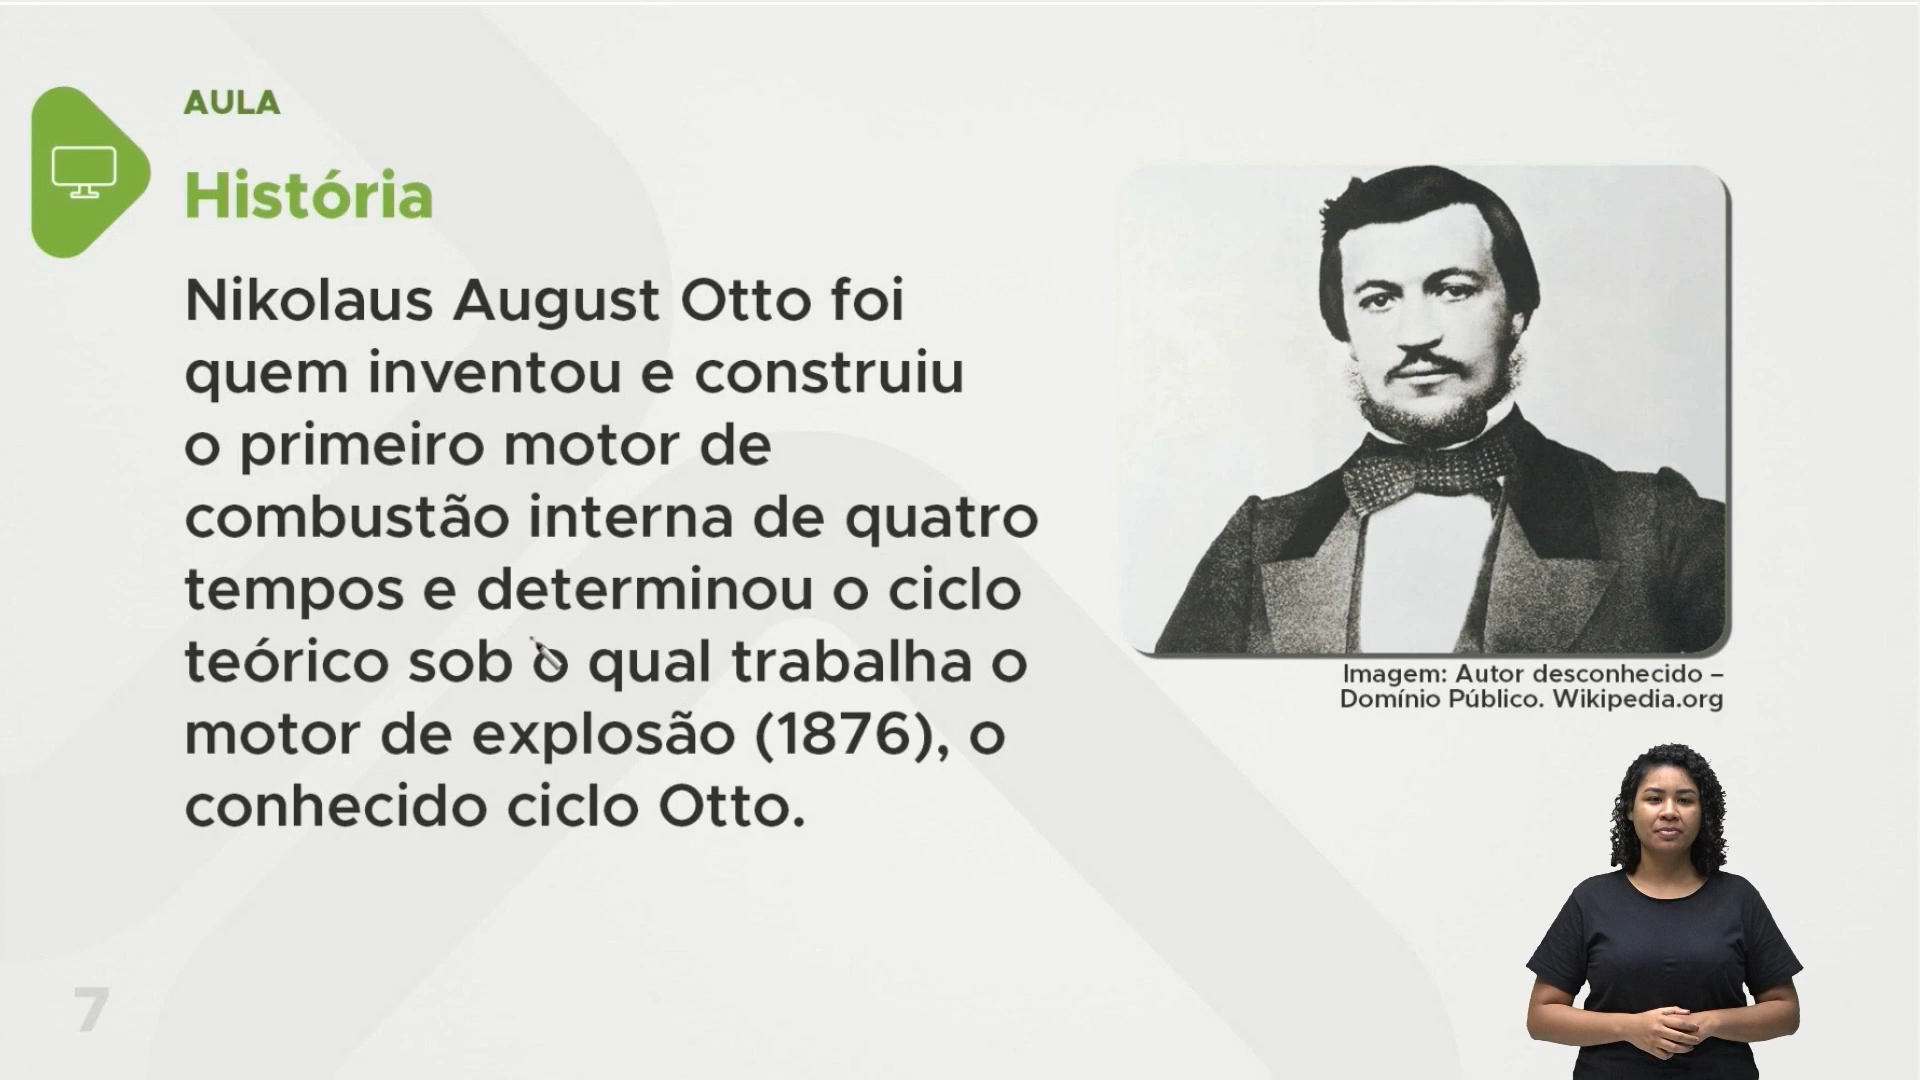 AULA
História
Nikolaus August Otto foi
quem inventou e construiu
o primeiro motor de
combustão interna de quatro
tempos e determinou o ciclo
teórico sob o qual trabalha o
motor de explosão (1876), o
conhecido ciclo Otto.
Imagem: Autor desconhecido –
Domínio Público. Wikipedia.org
7